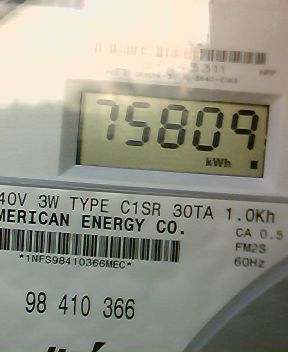 75809
kWh
40V 3W TYPE C1SR 30TA 1.0Kh
MERICAN ENERGY CO.
CA 0.5
FM2S
*1NFS98410366MEC*
60Hz
98 410 366